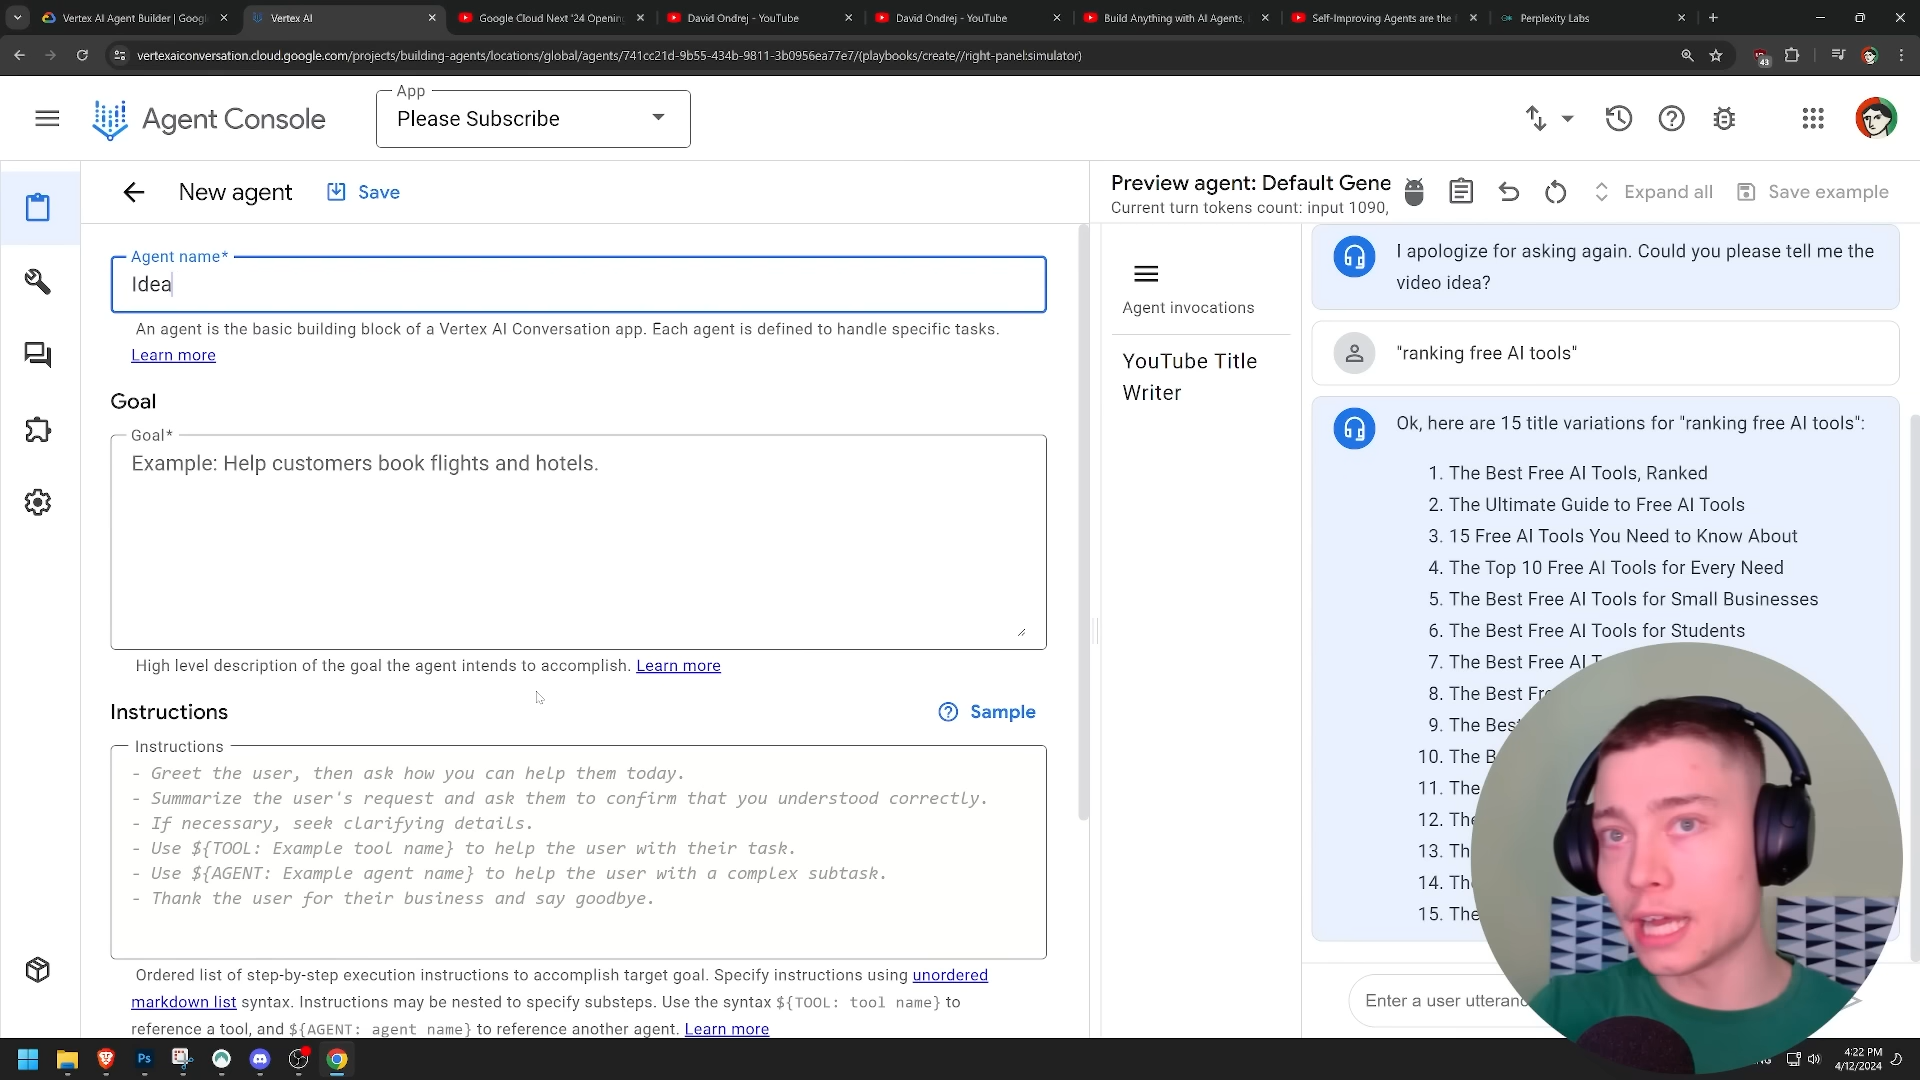 Vertex AI Agent Builder | Goog
Vertex AI
Google Cloud Next '24 Opening
David Ondrej - YouTube
David Ondrej - YouTube
Build Anything with AI Agents,
Self-Improving Agents are the
Perplexity Labs
vertexaiconversation.cloud.google.com/projects/building-agents/locations/global/agents/741cc21d-9b55-434b-9811-3b0956ea77e7/(playbooks/create//right-panel:simulator)
43
Agent Console
App
Please Subscribe
New agent
Save
Agent name*
Idea
An agent is the basic building block of a Vertex AI Conversation app. Each agent is defined to handle specific tasks.
Learn more
Goal
Goal*
Example: Help customers book flights and hotels.
High level description of the goal the agent intends to accomplish. Learn more
Instructions
Sample
Instructions
- Greet the user, then ask how you can help them today.
- Summarize the user's request and ask them to confirm that you understood correctly.
- If necessary, seek clarifying details.
- Use ${TOOL: Example tool name} to help the user with their task.
- Use ${AGENT: Example agent name} to help the user with a complex subtask.
- Thank the user for their business and say goodbye.
Ordered list of step-by-step execution instructions to accomplish target goal. Specify instructions using unordered
markdown list syntax. Instructions may be nested to specify substeps. Use the syntax ${TOOL: tool name} to
reference a tool, and ${AGENT: agent name} to reference another agent. Learn more
Preview agent: Default Gene
Current turn tokens count: input 1090,
Expand all
Save example
Agent invocations
YouTube Title
Writer
I apologize for asking again. Could you please tell me the
video idea?
"ranking free AI tools"
Ok, here are 15 title variations for "ranking free AI tools":
1. The Best Free AI Tools, Ranked
2. The Ultimate Guide to Free AI Tools
3. 15 Free AI Tools You Need to Know About
4. The Top 10 Free AI Tools for Every Need
5. The Best Free AI Tools for Small Businesses
6. The Best Free AI Tools for Students
7. The Best Free AI
8. The Best
9. The Best
10. The
11. The
12. The
13.
14. The
15. The
Enter a user
Ps
4:22 PM
4/12/2024